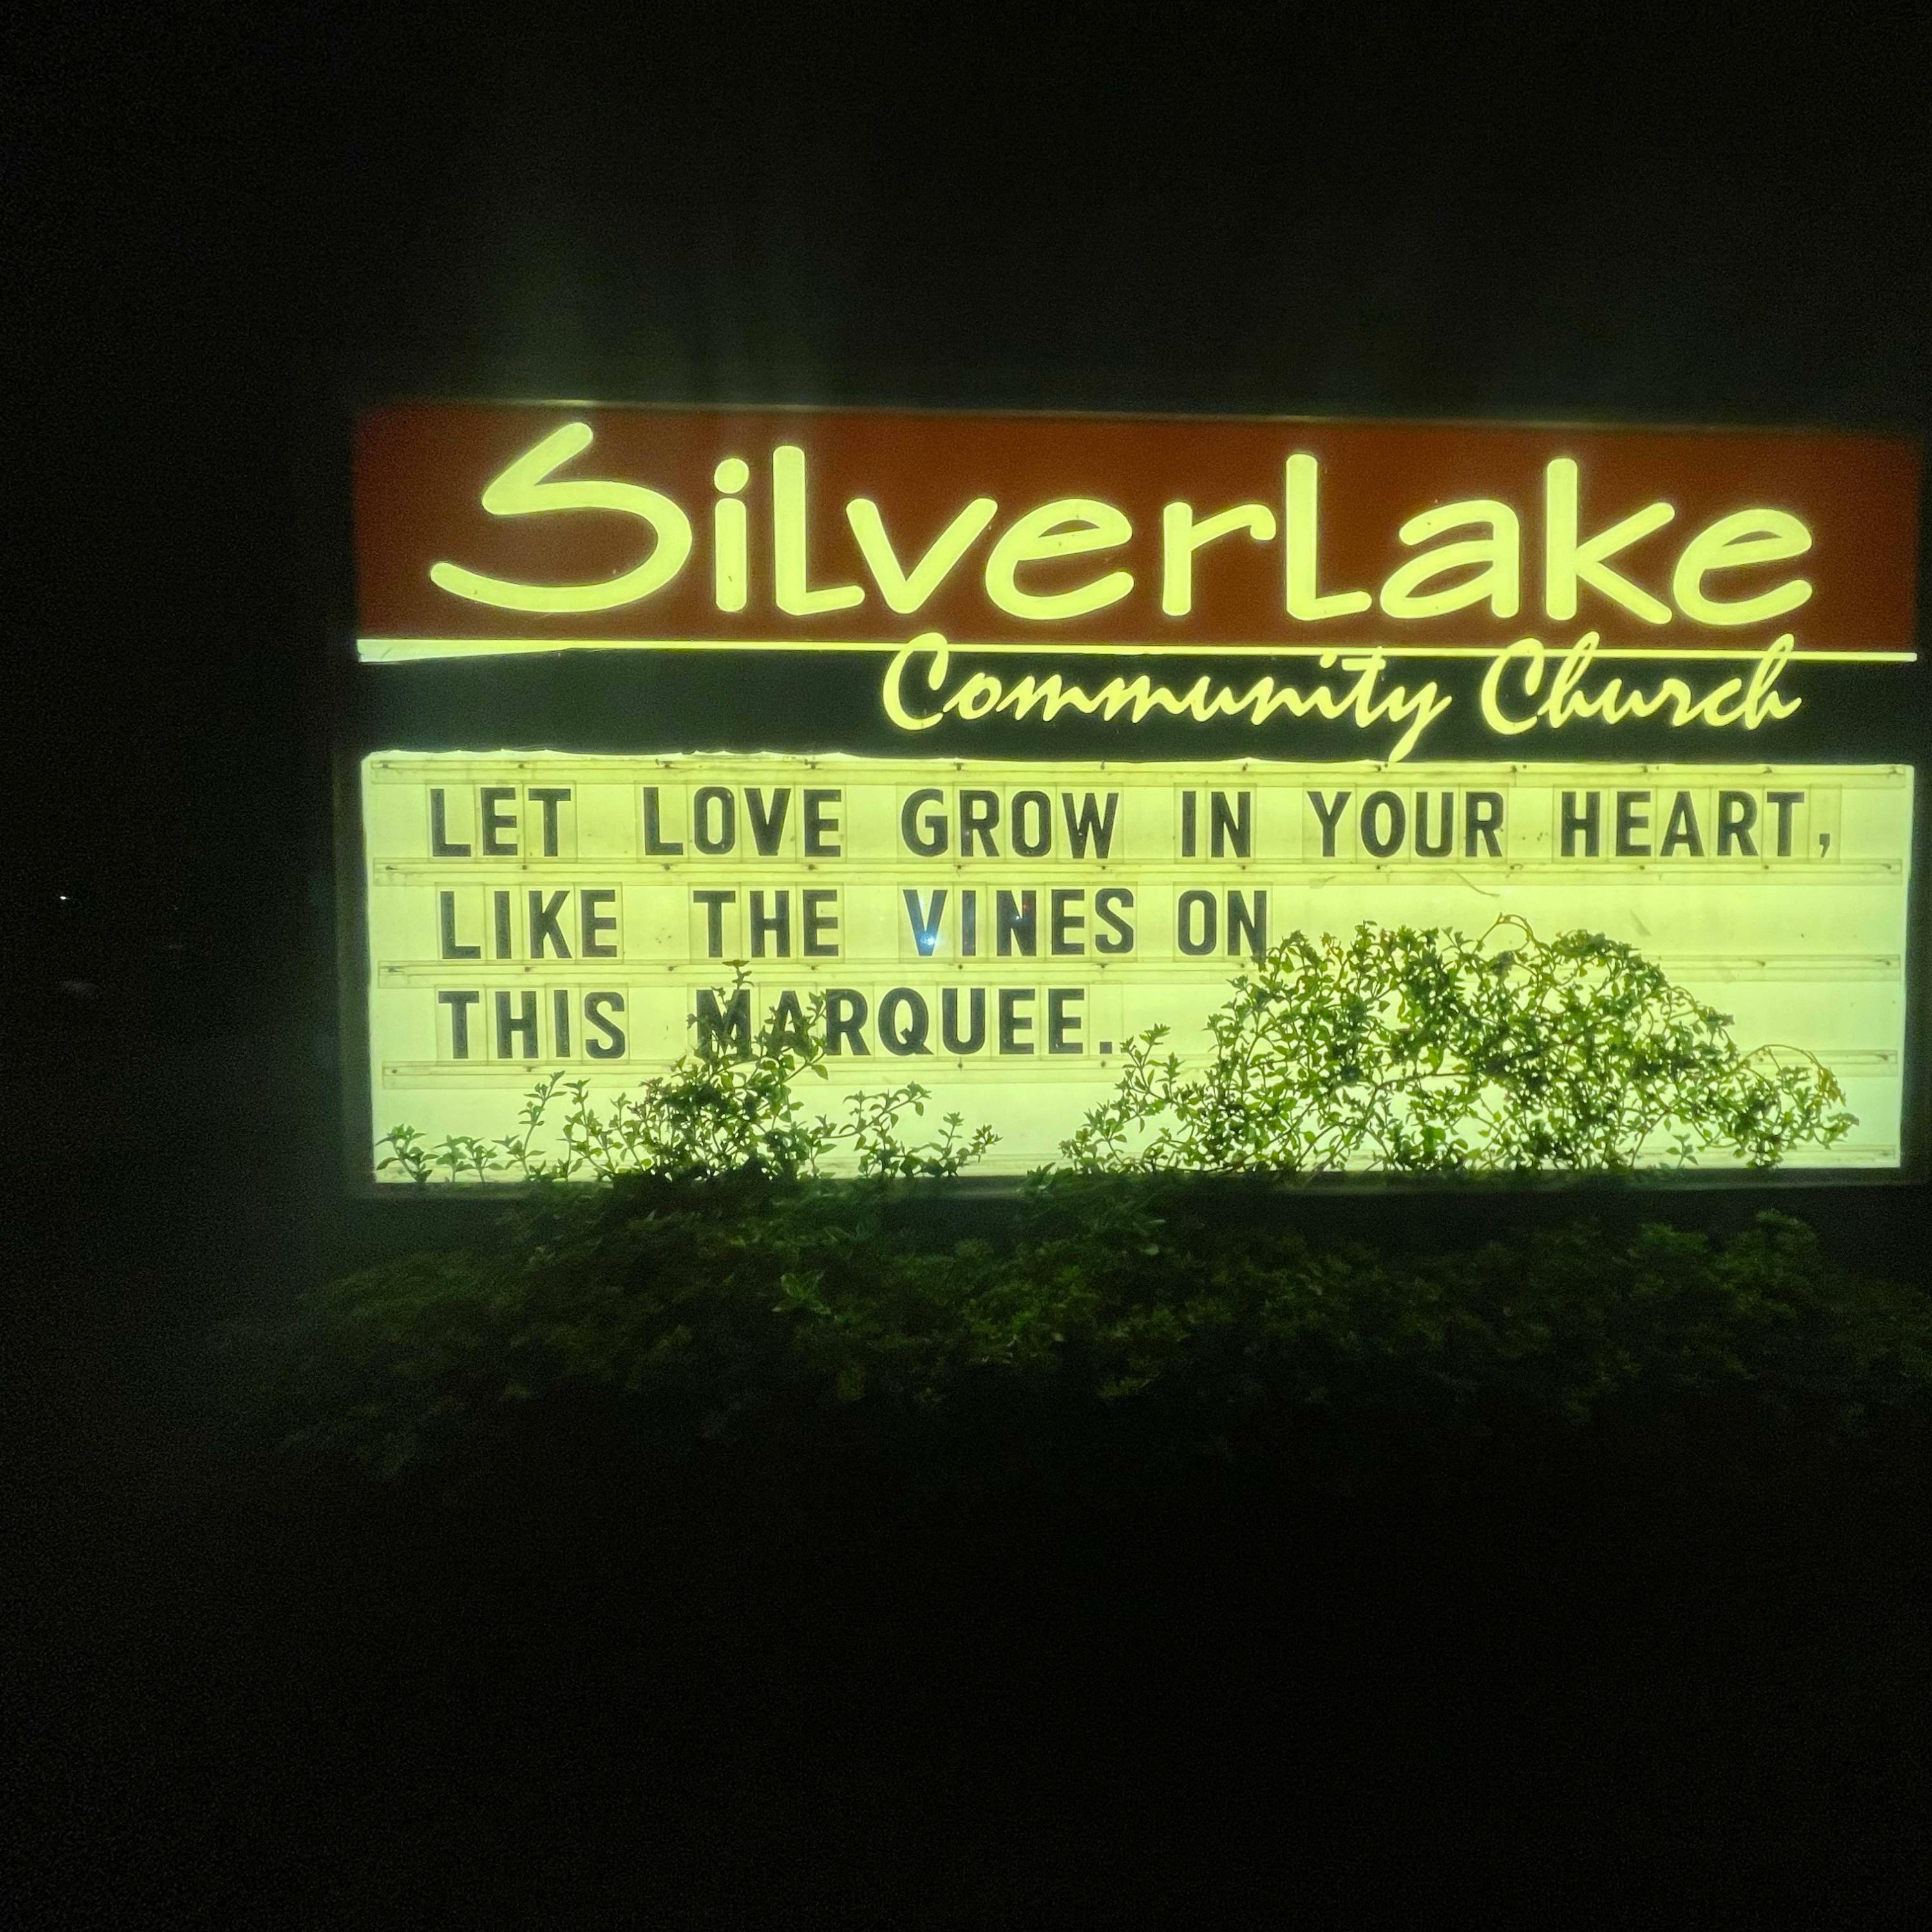 SilverLake
Community Church
LET LOVE GROW IN YOUR HEART,
LIKE THE VINES ON
THIS MARQUEE.